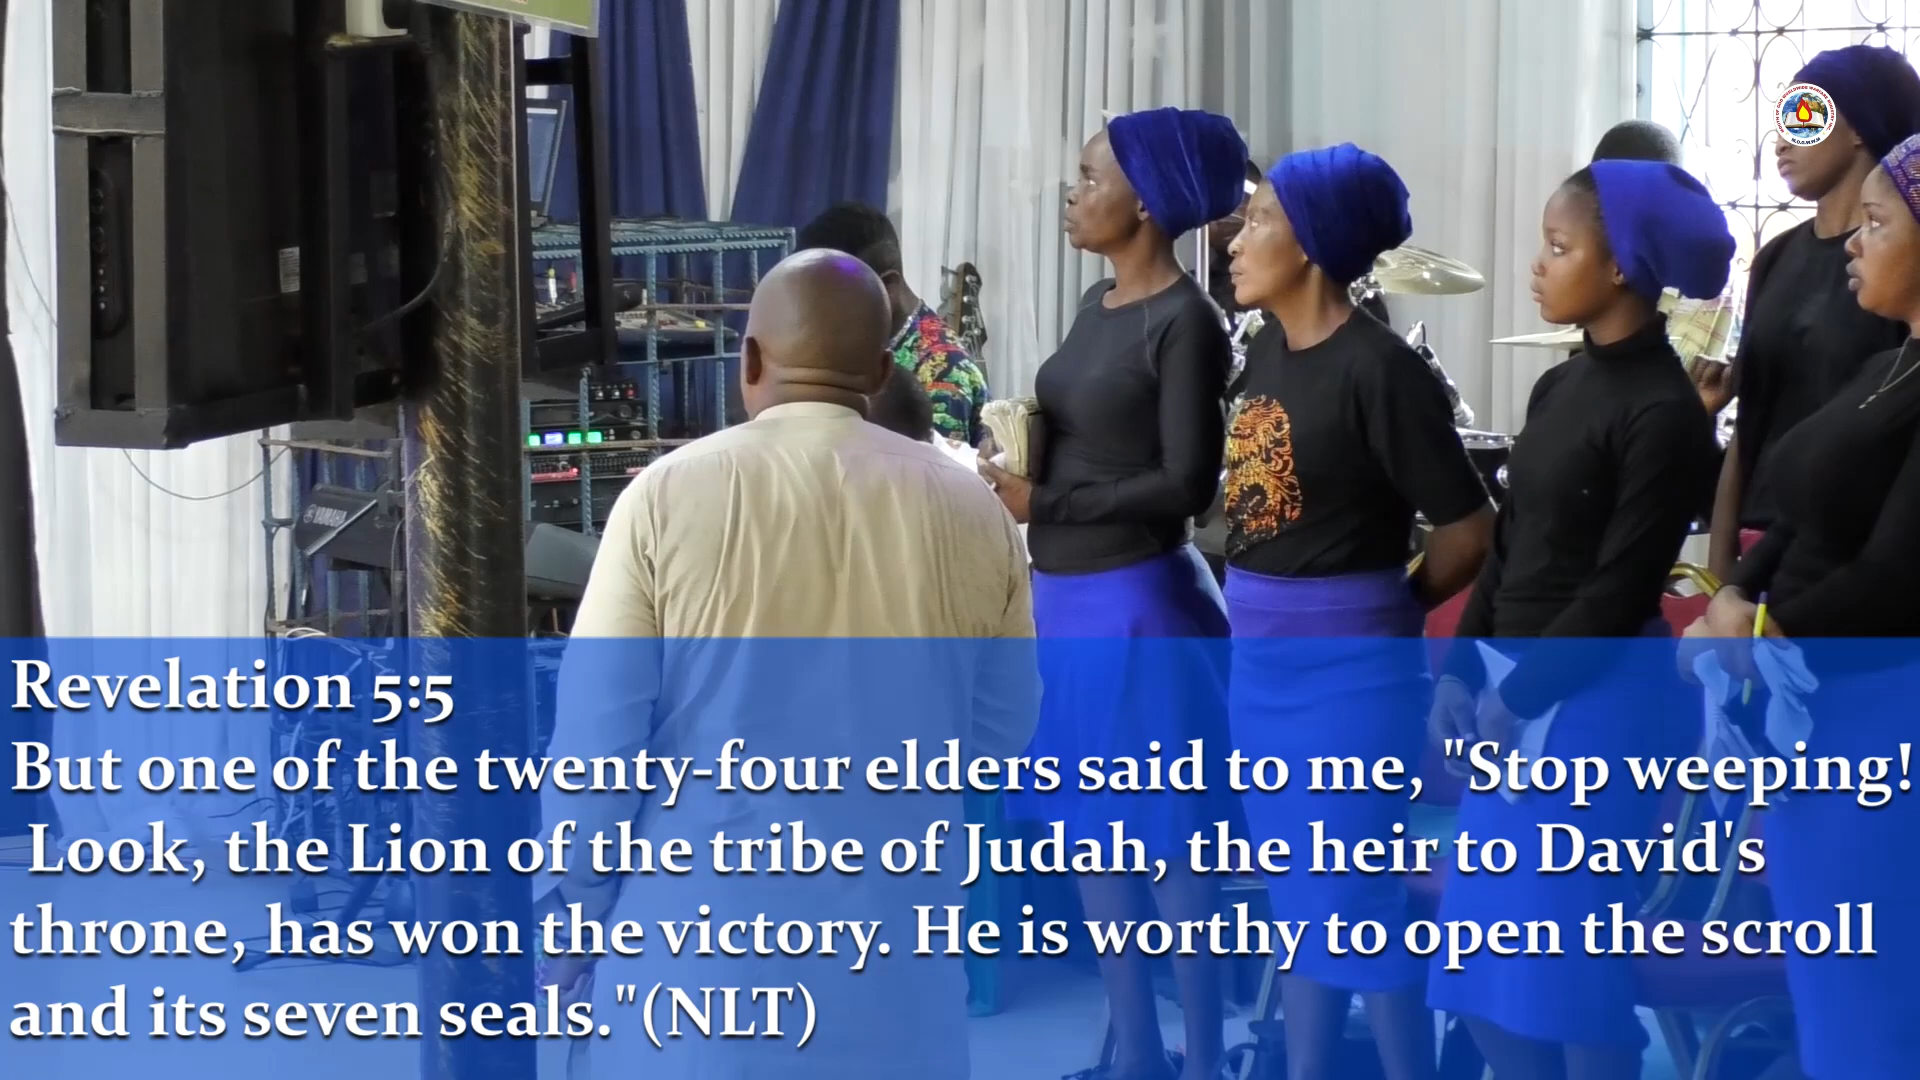 YAMAHA
Revelation 5:5
But one of the twenty-four elders said to me, "Stop weeping!
Look, the Lion of the tribe of Judah, the heir to David's
throne, has won the victory. He is worthy to open the scroll
and its seven seals."(NLT)